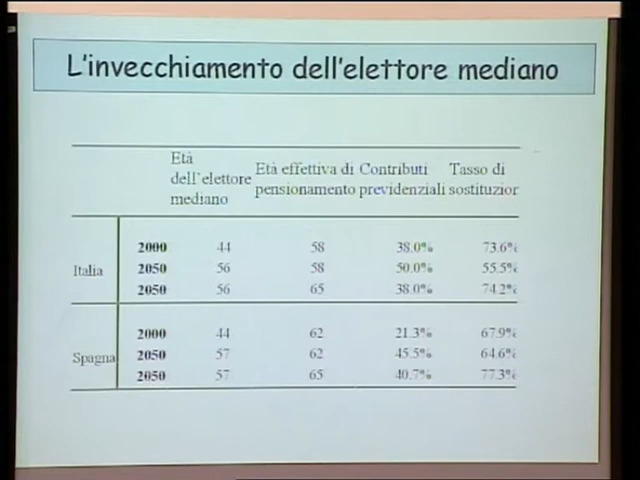 L'invecchiamento dell'elettore mediano
Età dell'elettore mediano Età effettiva di pensionamento Contributi previdenziali Tasso di sostituzior
Italia
2000 44 58 38.0% 73.6%
2050 56 58 50.0% 55.5%
2050 56 65 38.0% 74.2%
Spagna
2000 44 62 21.3% 67.9%
2050 57 62 45.5% 64.6%
2050 57 65 40.7% 77.3%